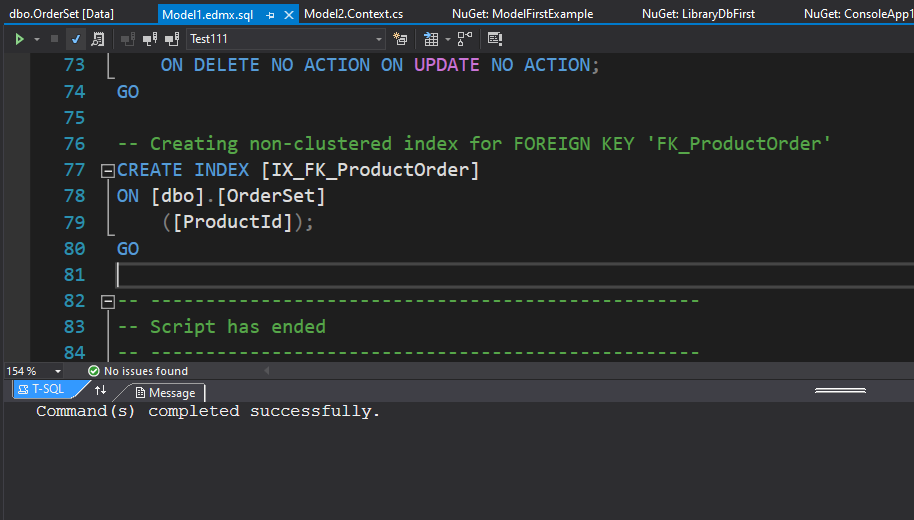 dbo.OrderSet [Data] Model1.edmx.sql Model2.Context.cs NuGet: ModelFirstExample NuGet: LibraryDbFirst NuGet: ConsoleApp1
Test111
73 ON DELETE NO ACTION ON UPDATE NO ACTION;
74 GO
75
76 -- Creating non-clustered index for FOREIGN KEY 'FK_ProductOrder'
77 CREATE INDEX [IX_FK_ProductOrder]
78 ON [dbo].[OrderSet]
79 ([ProductId]);
80 GO
81
82 -- --------------------------------------------------
83 -- Script has ended
84 -- --------------------------------------------------
154 % No issues found
T-SQL Message
Command(s) completed successfully.